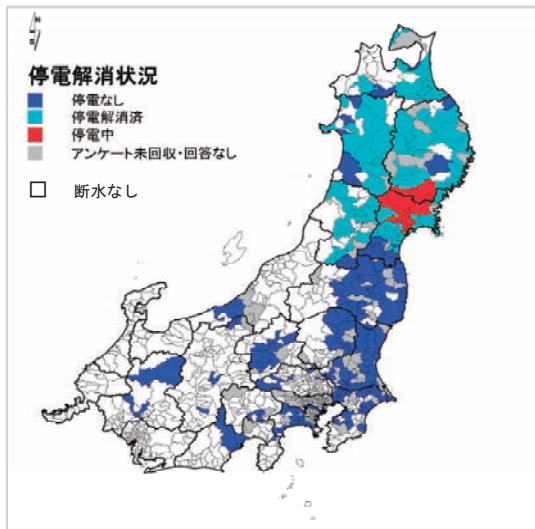 N
S
停電解消状況
停電なし
停電解消済
停電中
アンケート未回収・回答なし
断水なし